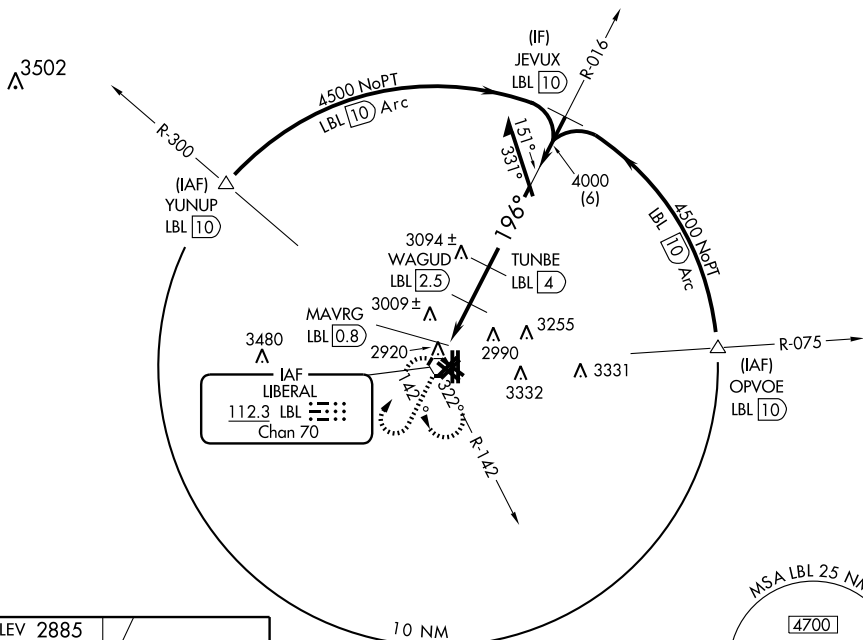 3502
(IF)
JEVUX
LBL 10
R-016
4500 NoPT
LBL 10 Arc
R-300
(IAF)
YUNUP
LBL 10
151°
331°
4000
(6)
196°
4500 NoPT
LBL 10 Arc
3094 ±
WAGUD
LBL 2.5
TUNBE
LBL 4
3009 ±
MAVRG
LBL 0.8
3255
2990
2920
3480
3331
3332
R-075
(IAF)
OPVOE
LBL 10
IAF
LIBERAL
112.3 LBL
Chan 70
142°
322°
R-142
MSA LBL 25 NM
4700
LEV 2885
10 NM